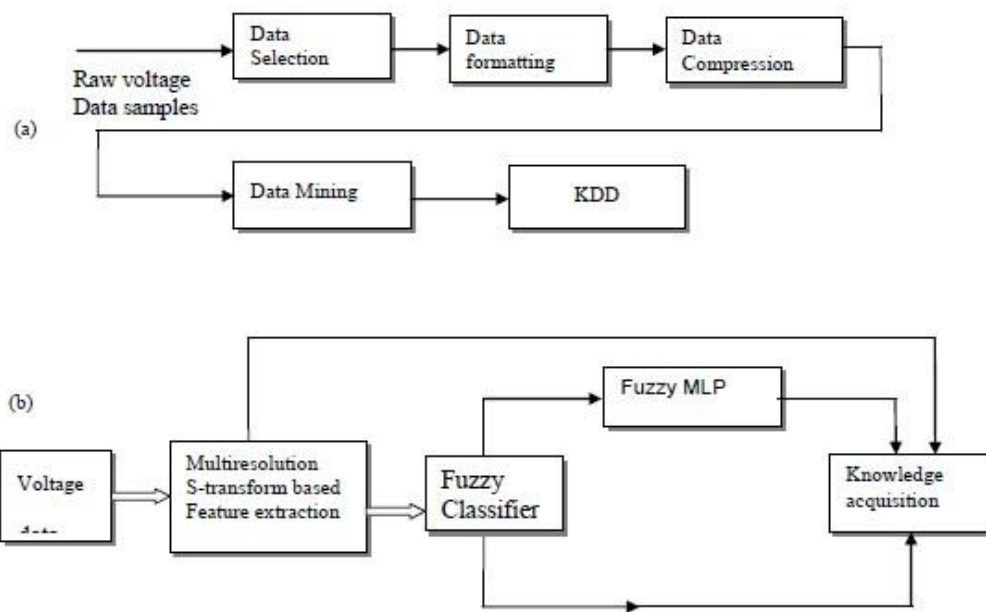 Data
Selection
Data
formatting
Data
Compression
Raw voltage
Data samples
(a)
Data Mining
KDD
(b)
Fuzzy MLP
Voltage
Multiresolution
S-transform based
Feature extraction
Fuzzy
Classifier
Knowledge
acquisition